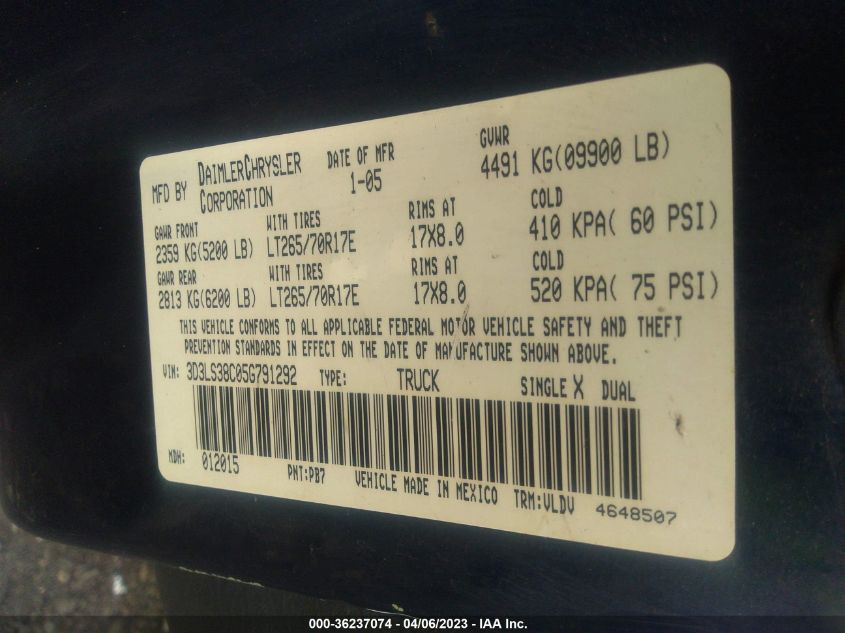 MFD BY DAIMLERCHRYSLER CORPORATION DATE OF MFR 1-05 GVWR 4491 KG(09900 LB)
GAWR FRONT WITH TIRES RIMS AT COLD
2359 KG(5200 LB) LT265/70R17E 17X8.0 410 KPA( 60 PSI)
GAWR REAR WITH TIRES RIMS AT COLD
2813 KG(6200 LB) LT265/70R17E 17X8.0 520 KPA( 75 PSI)
THIS VEHICLE CONFORMS TO ALL APPLICABLE FEDERAL MOTOR VEHICLE SAFETY AND THEFT
PREVENTION STANDARDS IN EFFECT ON THE DATE OF MANUFACTURE SHOWN ABOVE.
VIN: 3D3LS38C05G791292 TYPE: TRUCK SINGLE X DUAL
MDH: 012015 PNT:PB7 VEHICLE MADE IN MEXICO TRM:VLDV 4648507
000-36237074 - 04/06/2023 - IAA Inc.